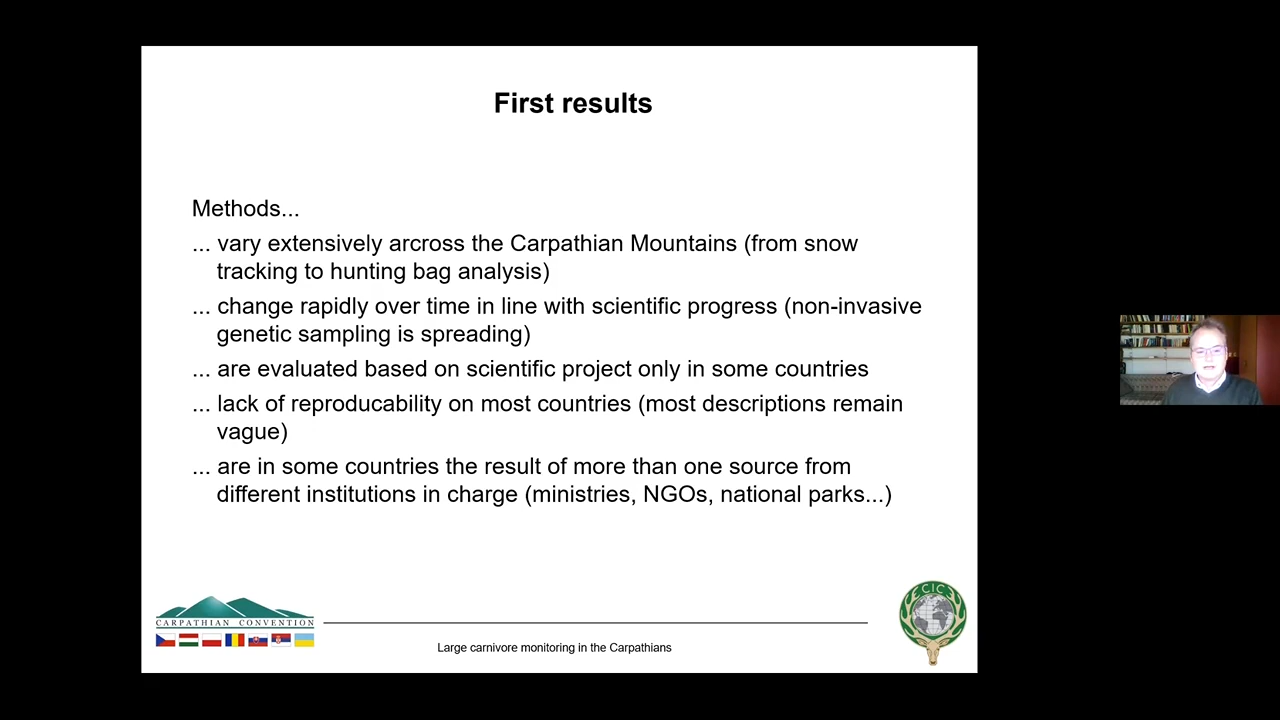 First results
Methods...
... vary extensively arcross the Carpathian Mountains (from snow
tracking to hunting bag analysis)
... change rapidly over time in line with scientific progress (non-invasive
genetic sampling is spreading)
... are evaluated based on scientific project only in some countries
... lack of reproducability on most countries (most descriptions remain
vague)
... are in some countries the result of more than one source from
different institutions in charge (ministries, NGOs, national parks...)
CARPATHIAN CONVENTION
Large carnivore monitoring in the Carpathians
CIC